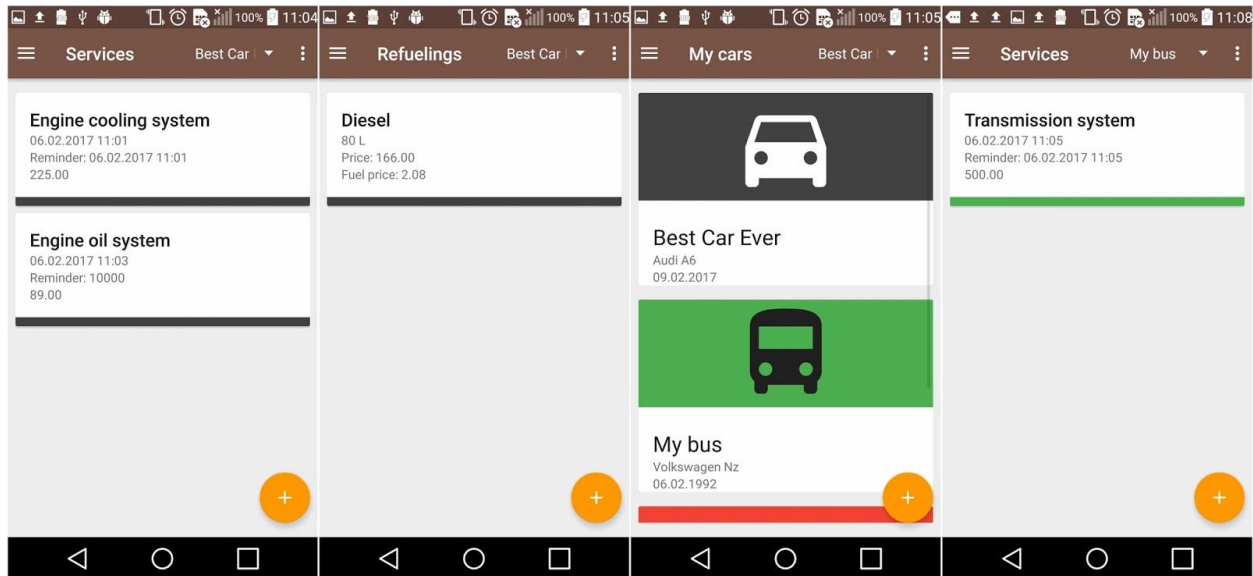 100% 11:04
Services Best Car
Engine cooling system
06.02.2017 11:01
Reminder: 06.02.2017 11:01
225.00
Engine oil system
06.02.2017 11:03
Reminder: 10000
89.00
100% 11:05
Refuelings Best Car
Diesel
80 L
Price: 166.00
Fuel price: 2.08
100% 11:05
My cars Best Car
Best Car Ever
Audi A6
09.02.2017
My bus
Volkswagen Nz
06.02.1992
100% 11:08
Services My bus
Transmission system
06.02.2017 11:05
Reminder: 06.02.2017 11:05
500.00